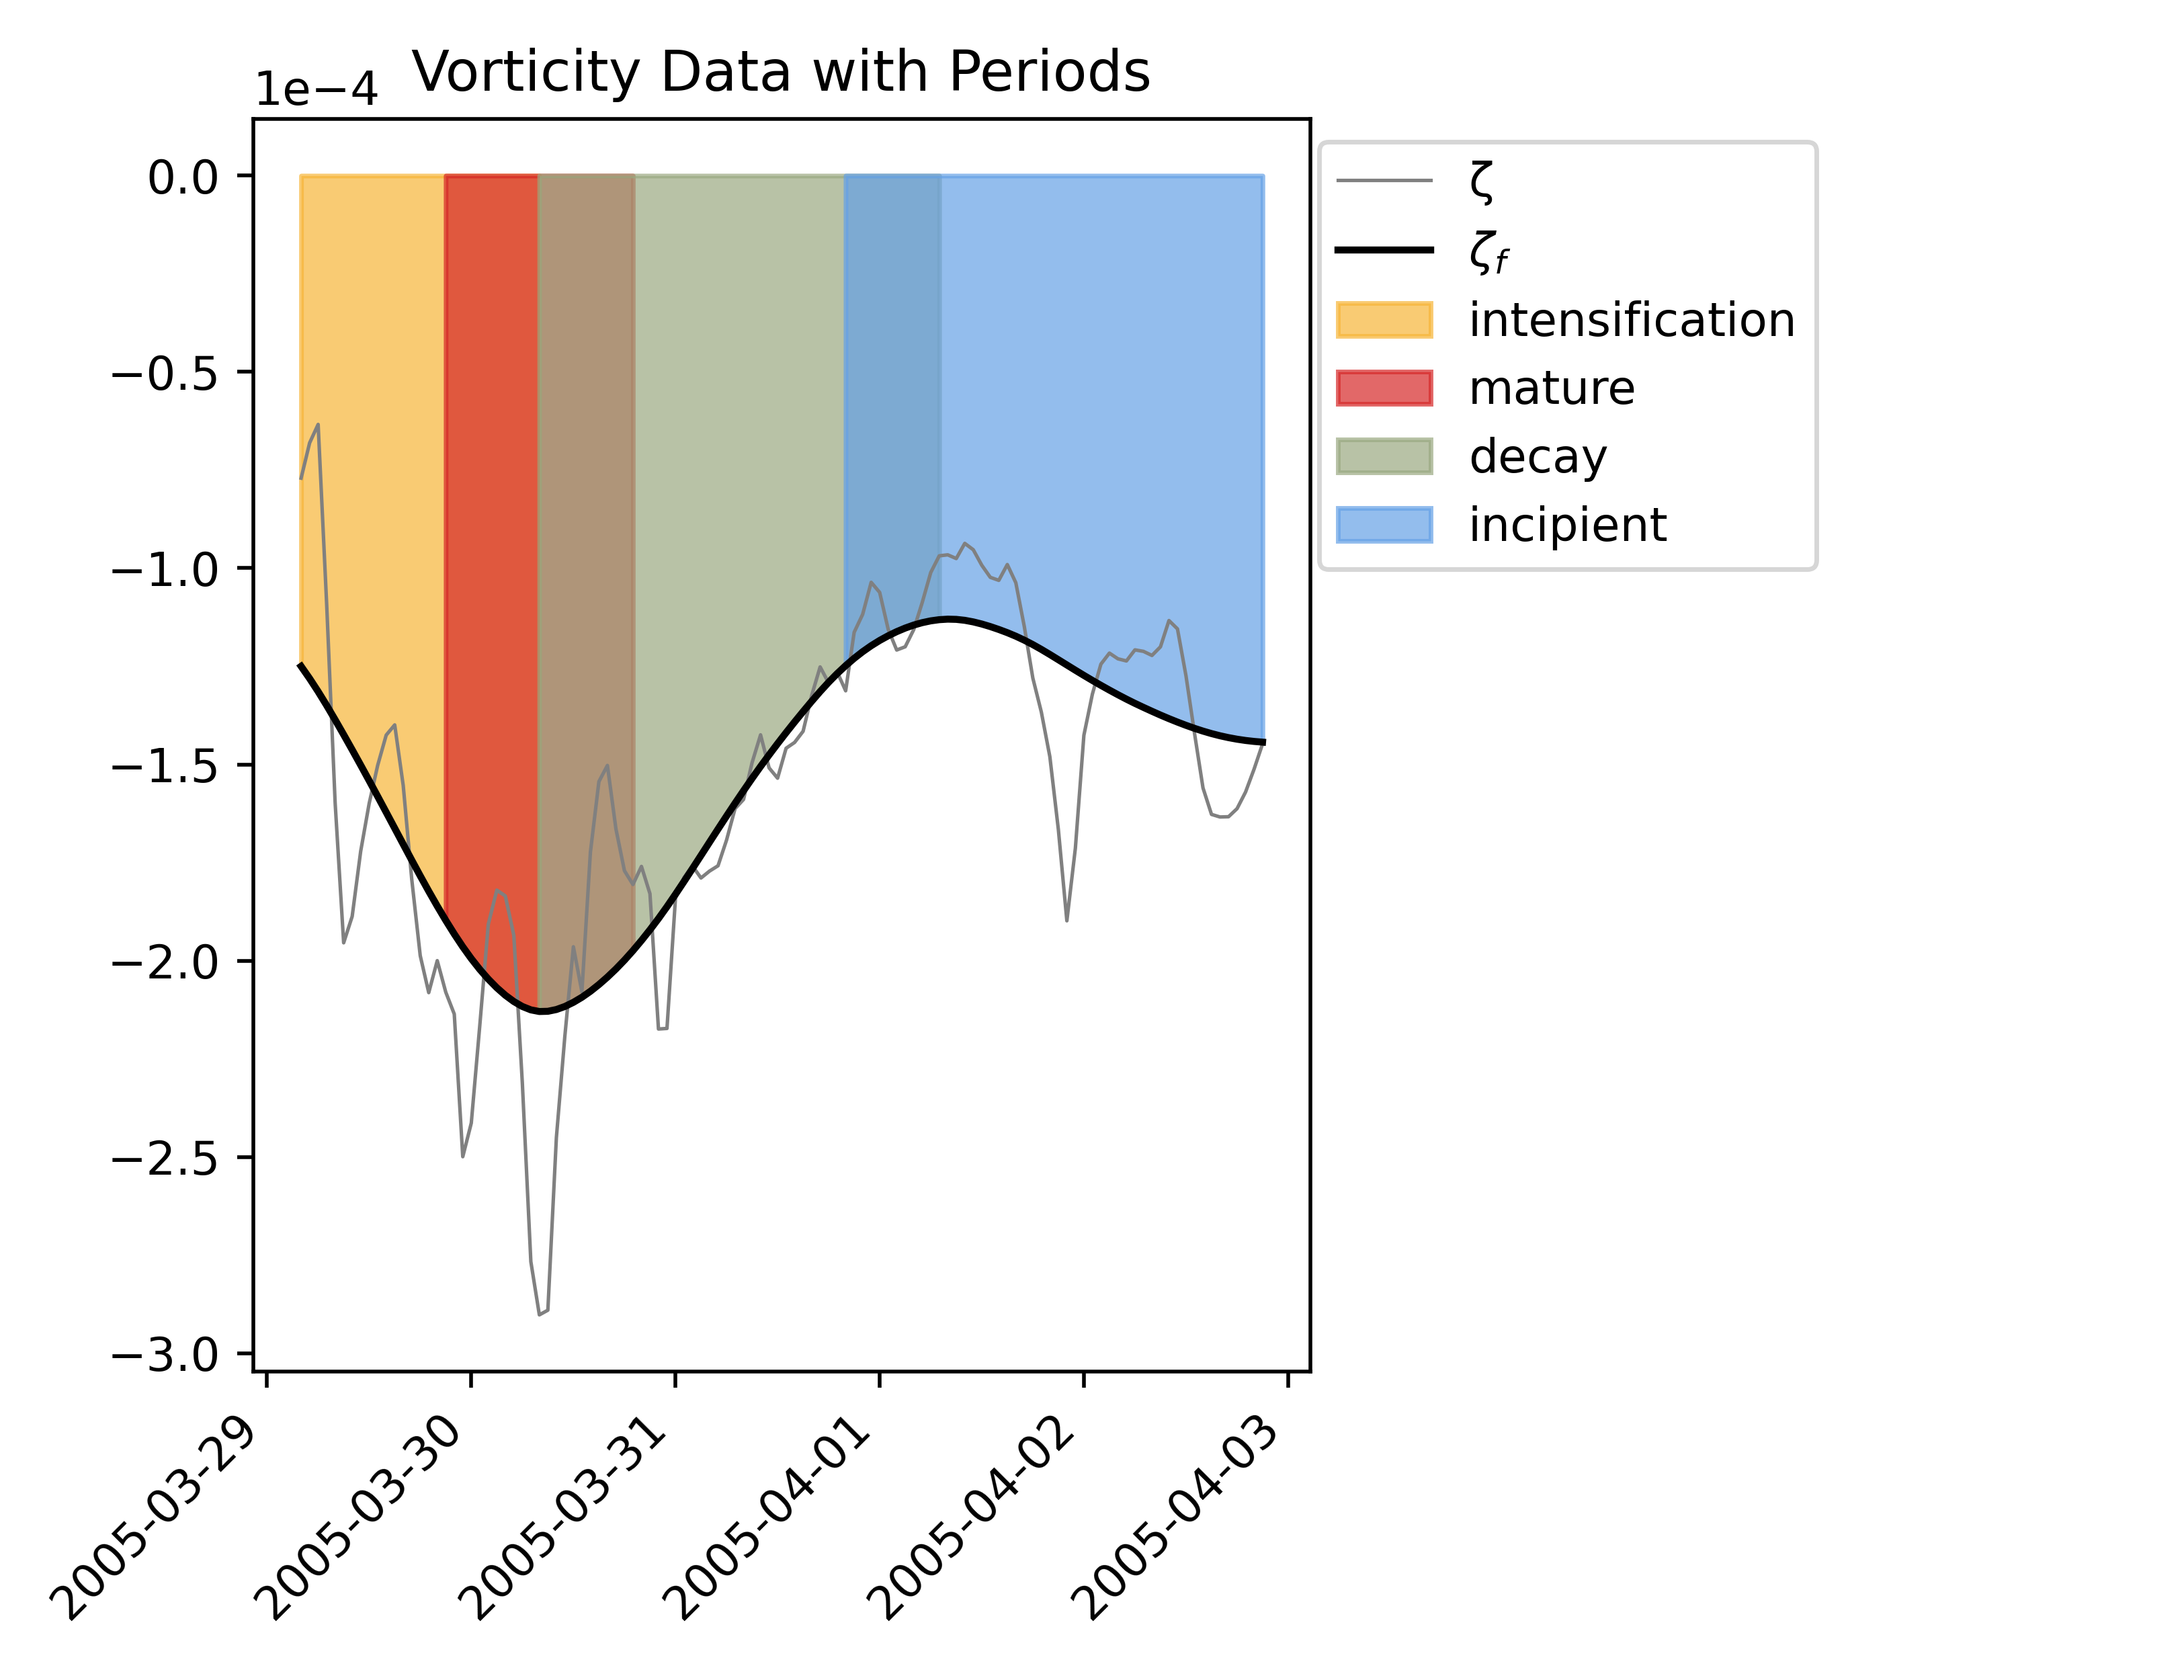 Vorticity Data with Periods
1e−4
0.0
−0.5
−1.0
−1.5
−2.0
−2.5
−3.0
2005-03-29
2005-03-30
2005-03-31
2005-04-01
2005-04-02
2005-04-03
ζ
ζf
intensification
mature
decay
incipient